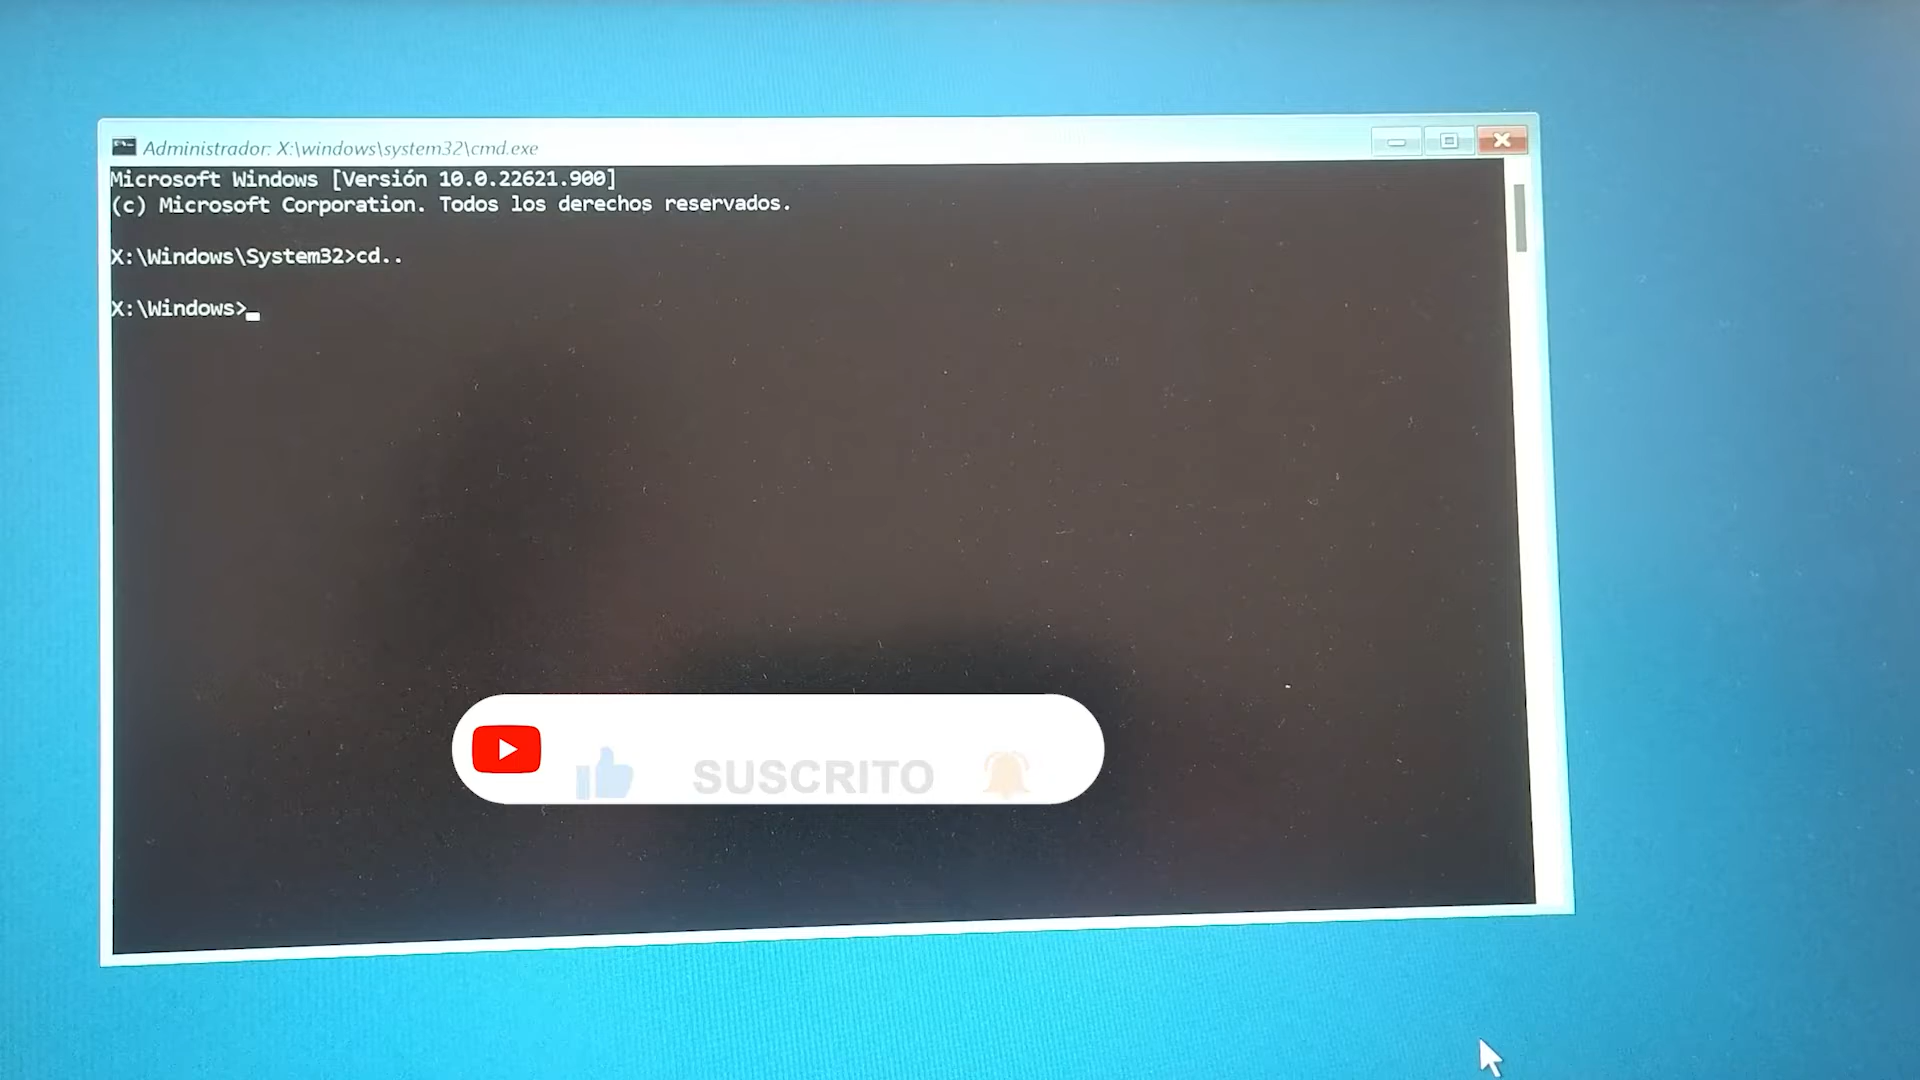 Administrador: X:\windows\system32\cmd.exe
Microsoft Windows [Versión 10.0.22621.900]
(c) Microsoft Corporation. Todos los derechos reservados.
X:\Windows\System32>cd..
X:\Windows>
SUSCRITO